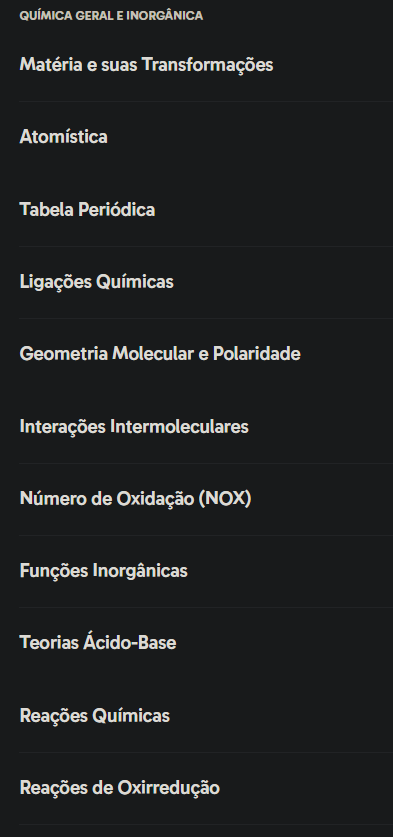 QUÍMICA GERAL E INORGÂNICA
Matéria e suas Transformações
Atomística
Tabela Periódica
Ligações Químicas
Geometria Molecular e Polaridade
Interações Intermoleculares
Número de Oxidação (NOX)
Funções Inorgânicas
Teorias Ácido-Base
Reações Químicas
Reações de Oxirredução